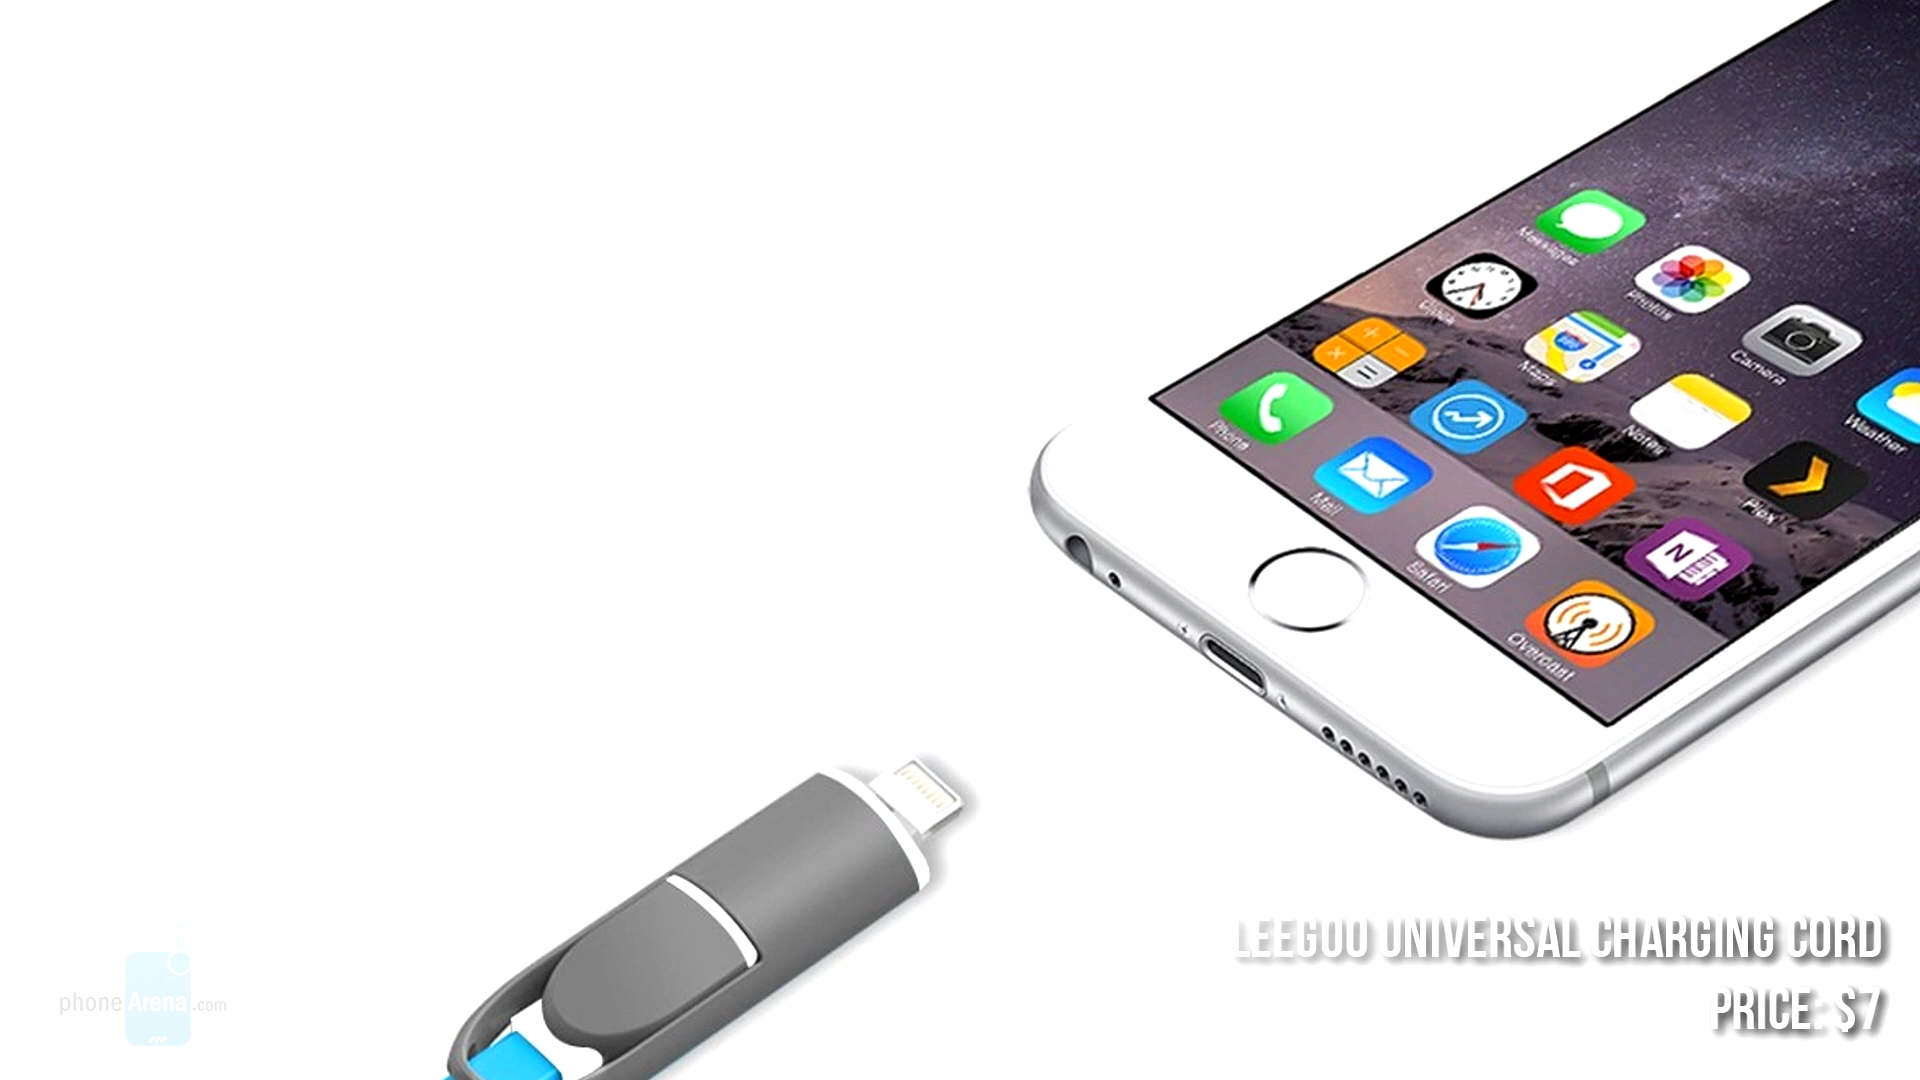 Messages
Photos
Clock
Camera
Maps
Weather
Phone
Notes
Mail
Plex
Safari
N
Overcast
LEEGOO UNIVERSAL CHARGING CORD
PRICE: $7
phoneArena.com